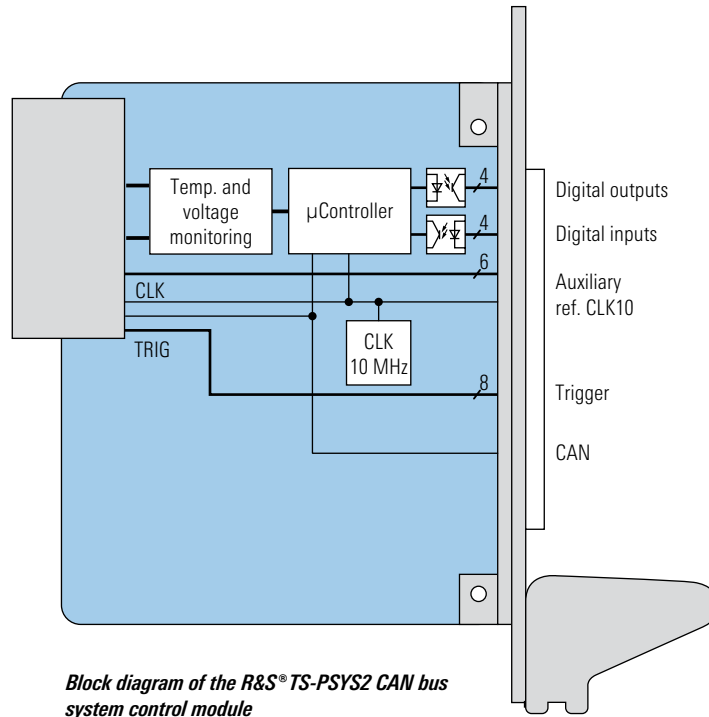 Temp. and
voltage
monitoring
µController
4
Digital outputs
4
Digital inputs
6
Auxiliary
ref. CLK10
CLK
CLK
10 MHz
TRIG
8
Trigger
CAN
Block diagram of the R&S® TS-PSYS2 CAN bus
system control module